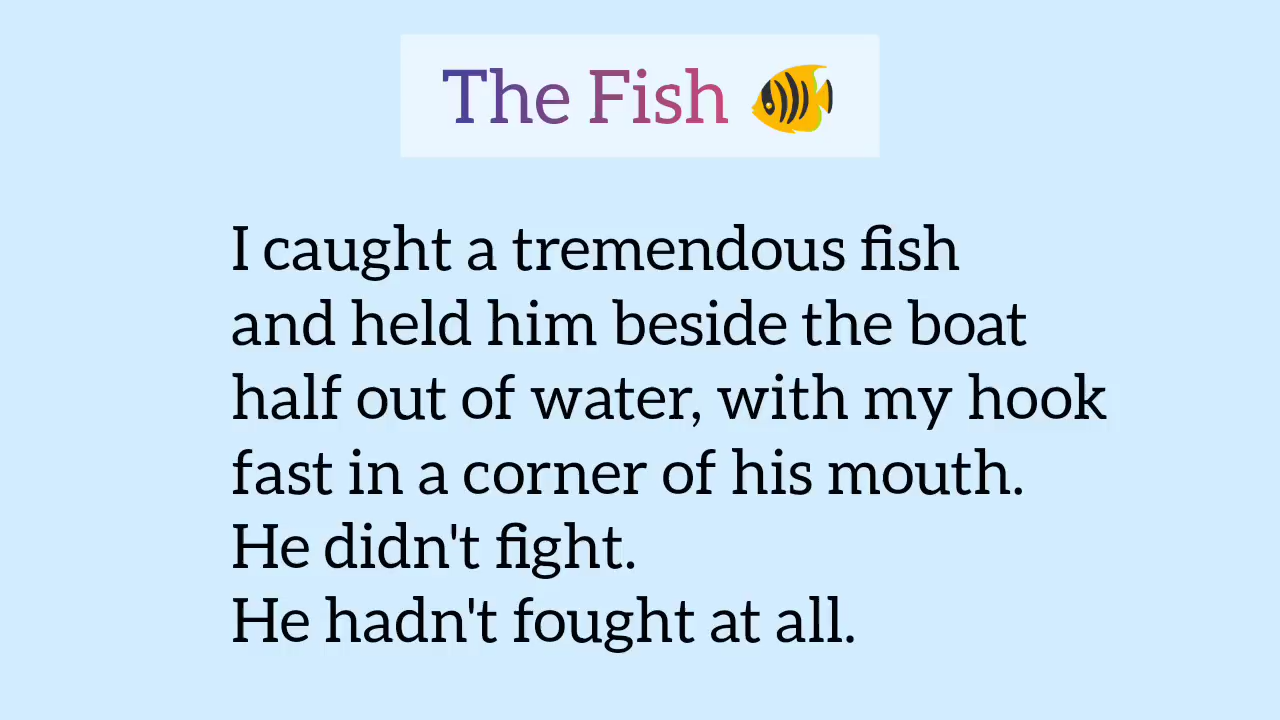 The Fish 🐠
I caught a tremendous fish
and held him beside the boat
half out of water, with my hook
fast in a corner of his mouth.
He didn't fight.
He hadn't fought at all.